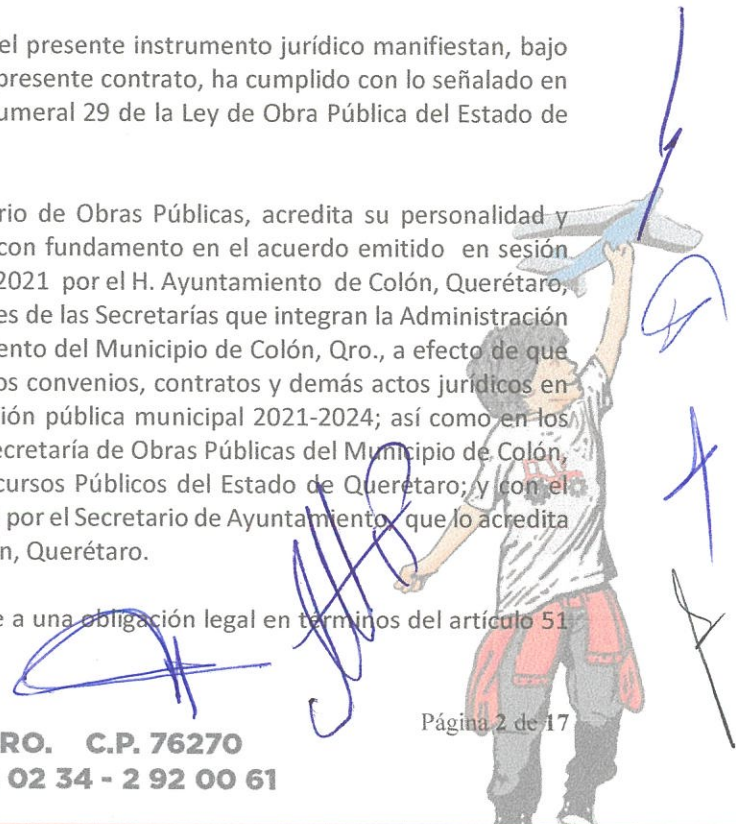 el presente instrumento jurídico manifiestan, bajo
presente contrato, ha cumplido con lo señalado en
umeral 29 de la Ley de Obra Pública del Estado de
rio de Obras Públicas, acredita su personalidad y
con fundamento en el acuerdo emitido en sesión
2021 por el H. Ayuntamiento de Colón, Querétaro,
es de las Secretarías que integran la Administración
ento del Municipio de Colón, Qro., a efecto de que
os convenios, contratos y demás actos jurídicos en
ión pública municipal 2021-2024; así como en los
ecretaría de Obras Públicas del Municipio de Colón,
cursos Públicos del Estado de Querétaro; y con el
por el Secretario de Ayuntamiento, que lo acredita
n, Querétaro.
e a una obligación legal en términos del artículo 51
Página 2 de 17
RO. C.P. 76270
02 34 - 2 92 00 61